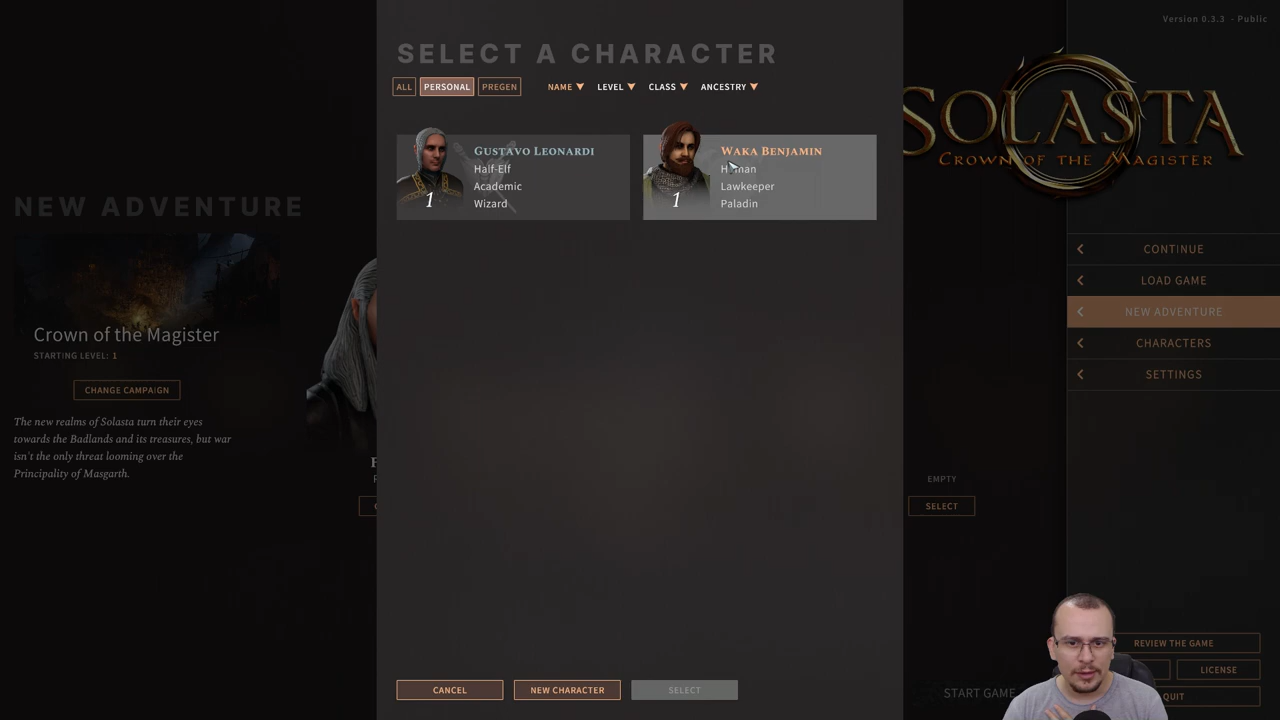 Version 0.3.3 - Public
SELECT A CHARACTER
ALL PERSONAL PREGEN NAME LEVEL CLASS ANCESTRY
SOLASTA
CROWN OF THE MAGISTER
Gustavo Leonardi
Half-Elf
Academic
Wizard
1
Waka Benjamin
Human
Lawkeeper
Paladin
1
NEW ADVENTURE
Crown of the Magister
STARTING LEVEL: 1
CHANGE CAMPAIGN
The new realms of Solasta turn their eyes
towards the Badlands and its treasures, but war
isn't the only threat looming over the
Principality of Masgarth.
EMPTY
SELECT
CONTINUE
LOAD GAME
NEW ADVENTURE
CHARACTERS
SETTINGS
CANCEL NEW CHARACTER SELECT
START GAME
REVIEW THE GAME
LICENSE
QUIT